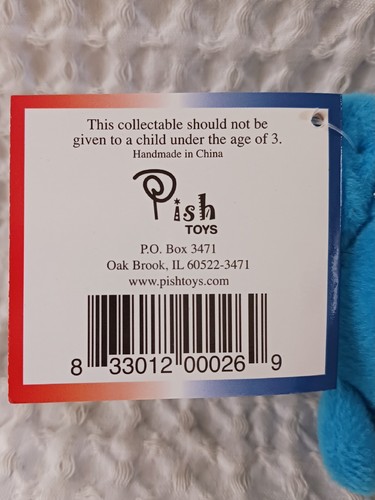 This collectable should not be
given to a child under the age of 3.
Handmade in China
Pish
TOYS
P.O. Box 3471
Oak Brook, IL 60522-3471
www.pishtoys.com
8 33012 00026 9